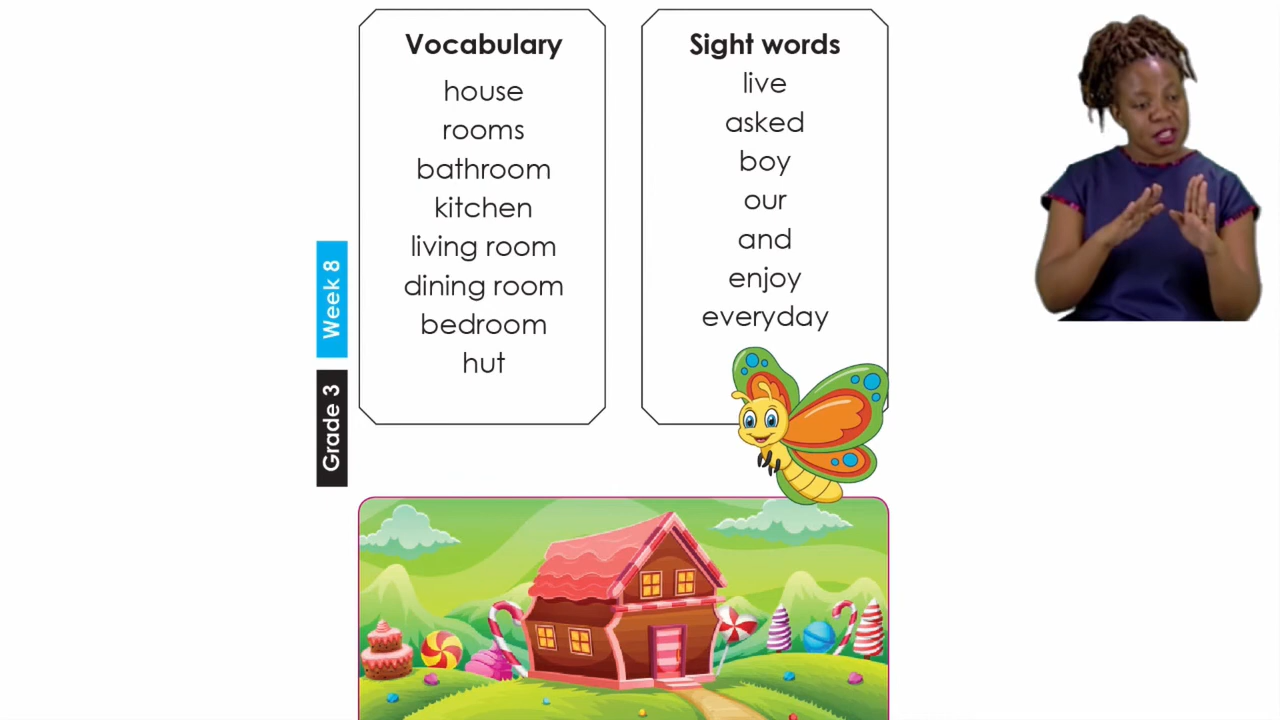 Vocabulary
house
rooms
bathroom
kitchen
living room
dining room
bedroom
hut
Sight words
live
asked
boy
our
and
enjoy
everyday
Week 8
Grade 3